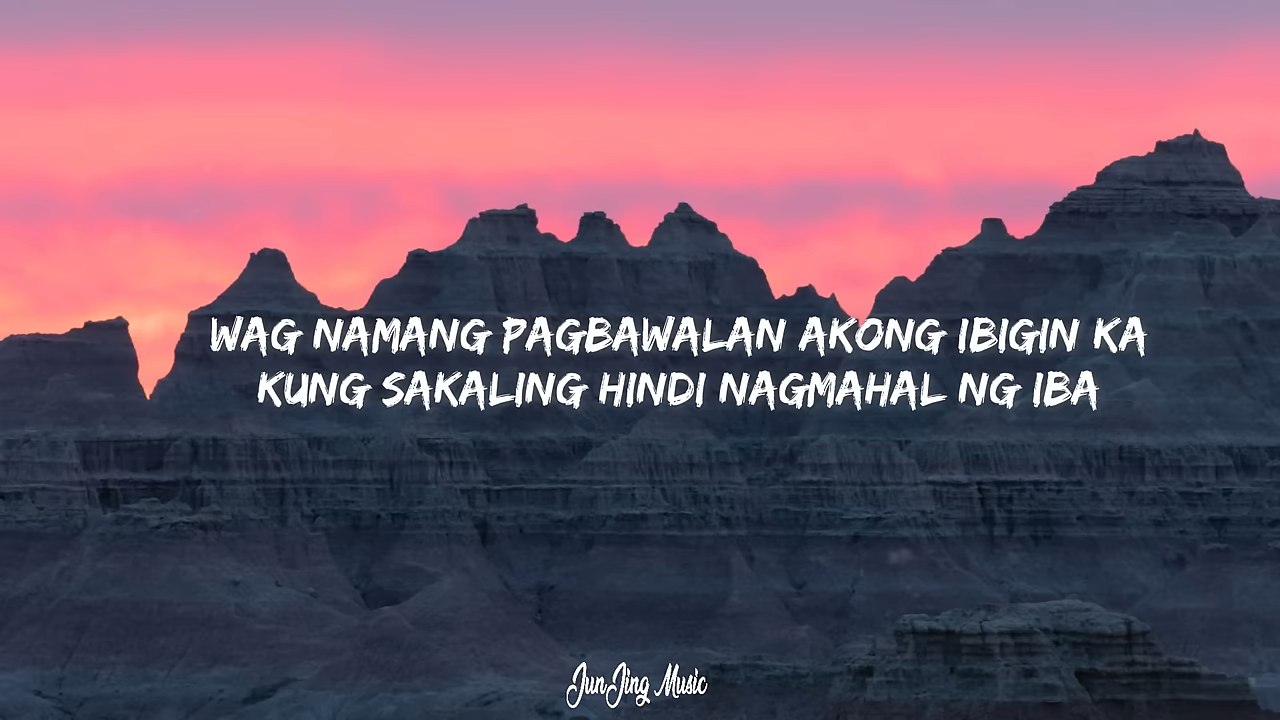 WAG NAMANG PAGBAWALAN AKONG IBIGIN KA
KUNG SAKALING HINDI NAGMAHAL NG IBA
JunJing Music